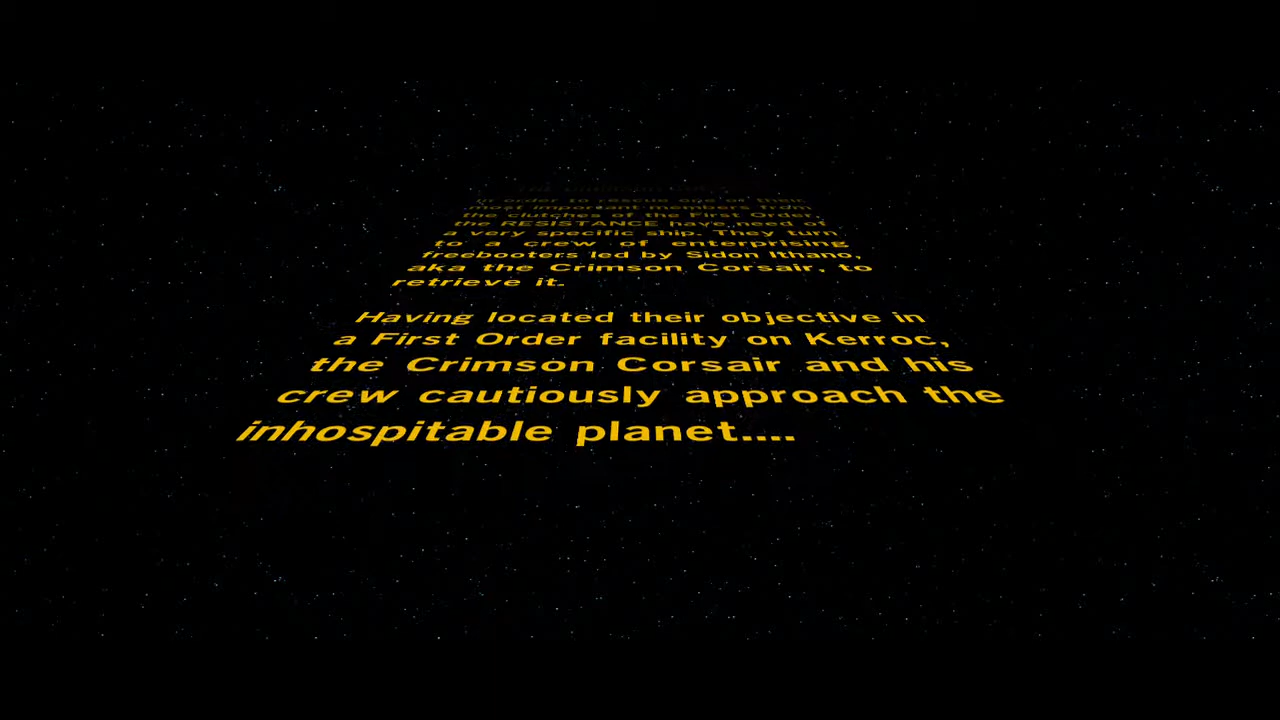 in order to rescue one of their
most important members from
the clutches of the First Order,
the RESISTANCE have need of
a very specific ship. They turn
to a crew of enterprising
freebooters led by Sidon Ithano,
aka the Crimson Corsair, to
retrieve it.
Having located their objective in
a First Order facility on Kerroc,
the Crimson Corsair and his
crew cautiously approach the
inhospitable planet....